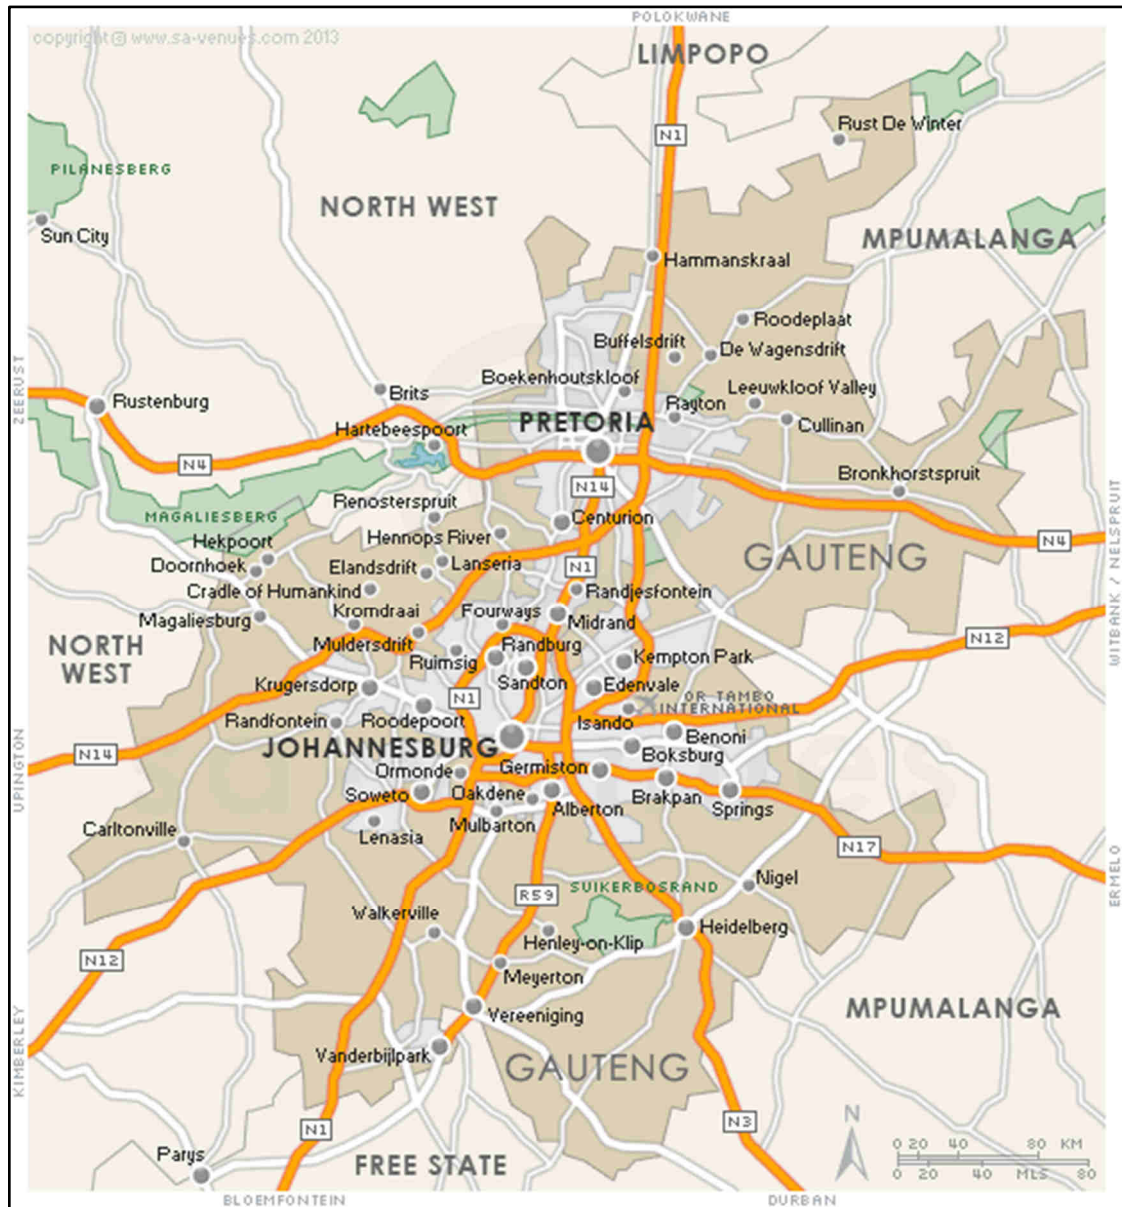 POLOKWANE
copyright © www.sa-venues.com 2013
LIMPOPO
N1
Rust De Winter
PILANESBERG
NORTH WEST
Sun City
MPUMALANGA
Hammanskraal
Roodeplaat
Buffelsdrift
De Wagensdrift
Boekenhoutskloof
Leeuwkloof Valley
ZEERUST
Brits
Rustenburg
Rayton
PRETORIA
Cullinan
Hartebeespoort
N4
Bronkhorstspruit
N14
Renosterspruit
MAGALIESBERG
Centurion
WITBANK / NELSPRUIT
Hennops River
Hekpoort
N4
GAUTENG
Doornhoek
Elandsdrift
Lanseria
N1
Cradle of Humankind
Randjesfontein
Kromdraai
Fourways
Magaliesburg
Midrand
N12
NORTH
WEST
Muldersdrift
Randburg
Ruimsig
Kempton Park
Sandton
Krugersdorp
Edenvale
N1
OR TAMBO
INTERNATIONAL
Roodepoort
Randfontein
Isando
Benoni
JOHANNESBURG
N14
Boksburg
UPINGTON
Ormonde
Germiston
Soweto
Oakdene
Brakpan
Springs
Alberton
Mulbarton
Carltonville
Lenasia
N17
ERMELO
Nigel
SUIKERBOSRAND
R59
Walkerville
Heidelberg
Henley-on-Klip
N12
Meyerton
MPUMALANGA
Vereeniging
KIMBERLEY
Vanderbijlpark
GAUTENG
N
N1
N3
0 20 40 80 KM
Parys
FREE STATE
0 20 40 MLS 80
BLOEMFONTEIN
DURBAN